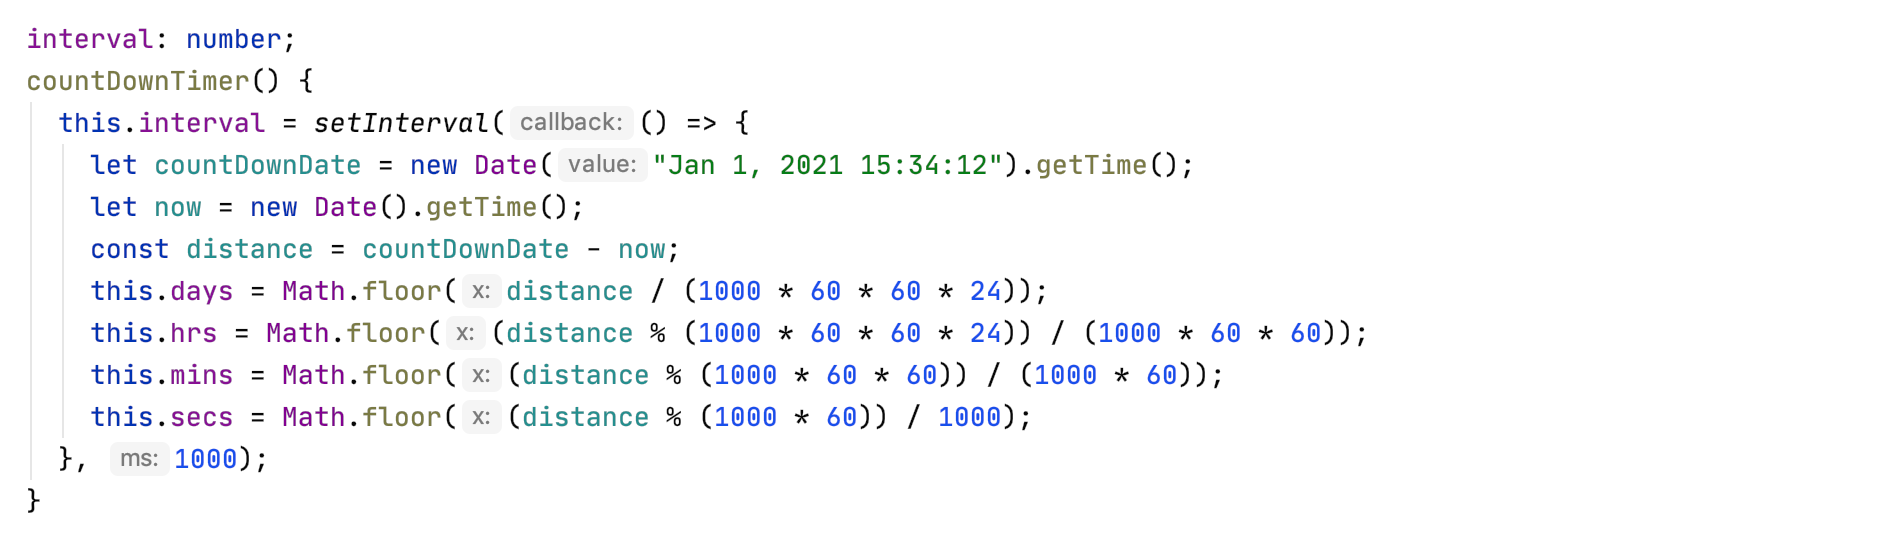 interval: number;
countDownTimer() {
this.interval = setInterval( callback: () => {
let countDownDate = new Date( value: "Jan 1, 2021 15:34:12").getTime();
let now = new Date().getTime();
const distance = countDownDate - now;
this.days = Math.floor( x: distance / (1000 * 60 * 60 * 24));
this.hrs = Math.floor( x: (distance % (1000 * 60 * 60 * 24)) / (1000 * 60 * 60));
this.mins = Math.floor( x: (distance % (1000 * 60 * 60)) / (1000 * 60));
this.secs = Math.floor( x: (distance % (1000 * 60)) / 1000);
}, ms: 1000);
}